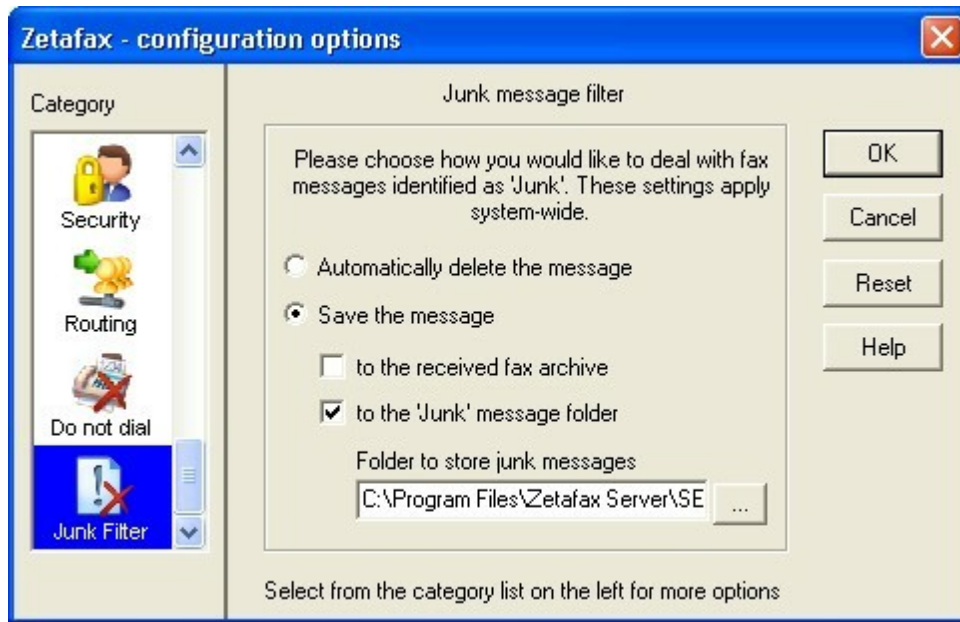 Zetafax - configuration options
Category
Security
Routing
Do not dial
Junk Filter
Junk message filter
Please choose how you would like to deal with fax
messages identified as 'Junk'. These settings apply
system-wide.
Automatically delete the message
Save the message
to the received fax archive
to the 'Junk' message folder
Folder to store junk messages
C:\Program Files\Zetafax Server\SE
...
Select from the category list on the left for more options
OK
Cancel
Reset
Help